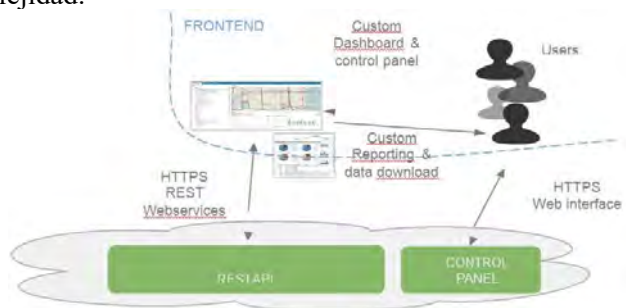 ejidad.
FRONTEND
Custom
Dashboard &
control panel
Users
Custom
Reporting &
data download
HTTPS
REST
Webservices
HTTPS
Web interface
RESTAPI
CONTROL
PANEL